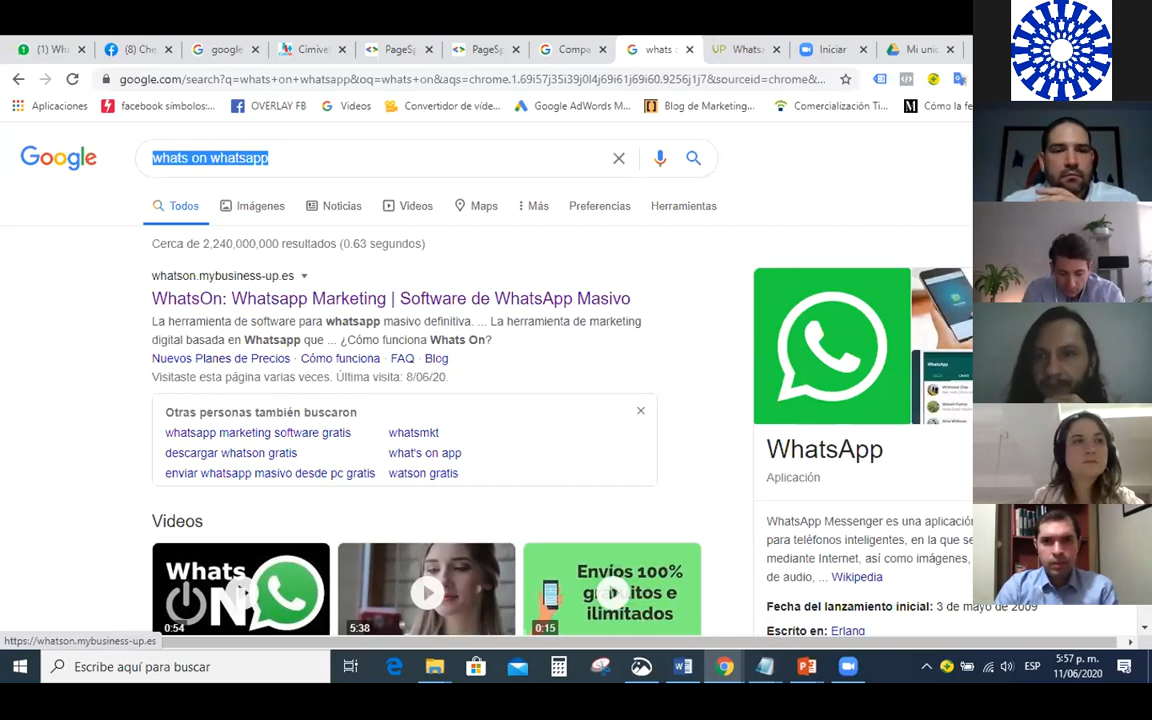 (1) Wh
(8) Che
google
Cimive
PageS
PageS
Compa
whats
UP Whats
Iniciar
Mi uni
google.com/search?q=whats+on+whatsapp&oq=whats+on&aqs=chrome.1.69i57j35i39j0l4j69i61j69i60.9256j1j7&sourceid=chrome&...
Aplicaciones
facebook símbolos:...
OVERLAY FB
Videos
Convertidor de víde...
Google AdWords M...
Blog de Marketing...
Comercialización Ti...
Cómo la fe
Google
whats on whatsapp
Todos
Imágenes
Noticias
Videos
Maps
Más
Preferencias
Herramientas
Cerca de 2,240,000,000 resultados (0.63 segundos)
whatson.mybusiness-up.es
WhatsOn: Whatsapp Marketing | Software de WhatsApp Masivo
La herramienta de software para whatsapp masivo definitiva. ... La herramienta de marketing
digital basada en Whatsapp que ... ¿Cómo funciona Whats On?
Nuevos Planes de Precios · Cómo funciona · FAQ · Blog
Visitaste esta página varias veces. Última visita: 8/06/20.
Otras personas también buscaron
whatsapp marketing software gratis
whatsmkt
descargar whatson gratis
what's on app
enviar whatsapp masivo desde pc gratis
watson gratis
Videos
Whats
ON
0:54
5:38
Envíos 100%
gratuitos e
ilimitados
0:15
WhatsApp
Aplicación
WhatsApp Messenger es una aplicación
para teléfonos inteligentes, en la que se
mediante Internet, así como imágenes,
de audio, ... Wikipedia
Fecha del lanzamiento inicial: 3 de mayo de 2009
Escrito en: Erlang
https://whatson.mybusiness-up.es
Escribe aquí para buscar
ESP
5:57 p. m.
11/06/2020